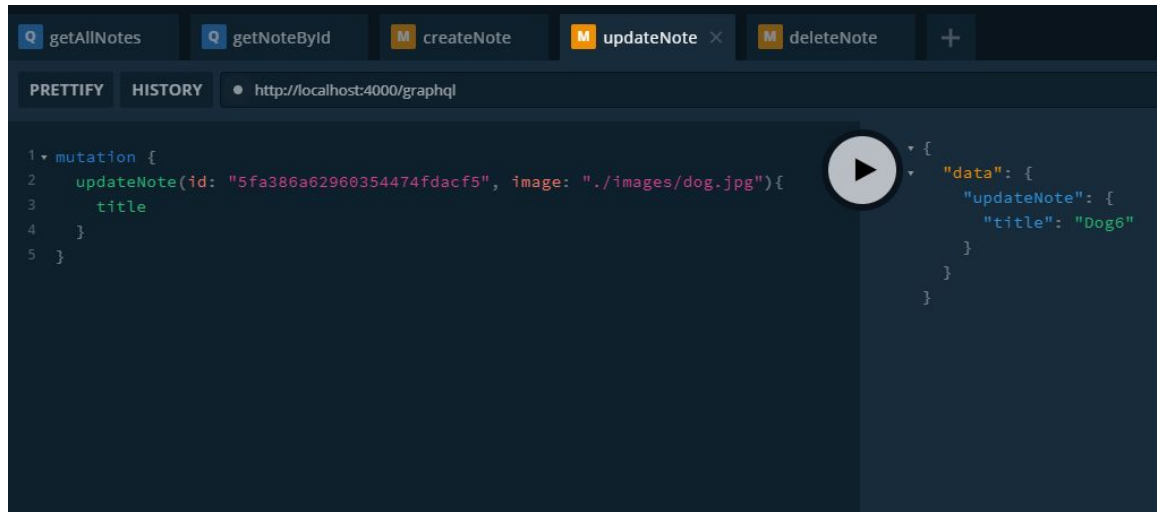 Q getAllNotes Q getNoteById M createNote M updateNote × M deleteNote +
PRETTIFY HISTORY http://localhost:4000/graphql
1 mutation {
2 updateNote(id: "5fa386a62960354474fdacf5", image: "./images/dog.jpg"){
3 title
4 }
5 }
{
"data": {
"updateNote": {
"title": "Dog6"
}
}
}